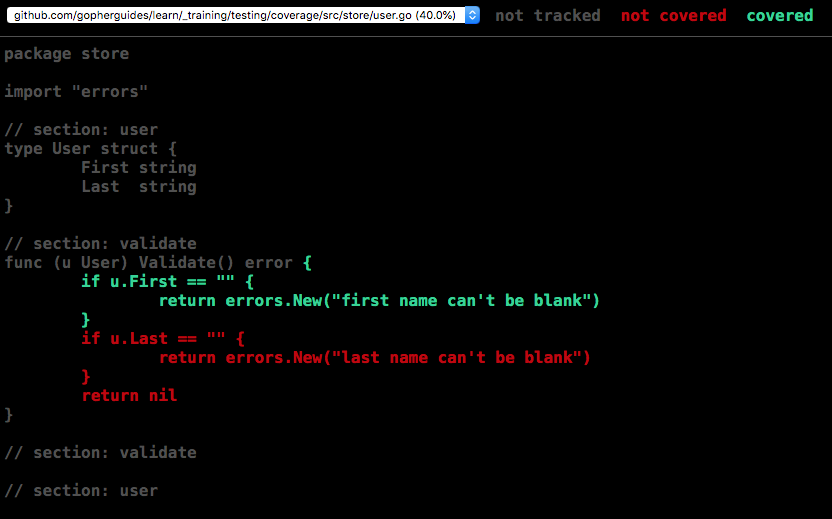 github.com/gopherguides/learn/_training/testing/coverage/src/store/user.go (40.0%) not tracked not covered covered
package store
import "errors"
// section: user
type User struct {
        First string
        Last  string
}
// section: validate
func (u User) Validate() error {
        if u.First == "" {
                return errors.New("first name can't be blank")
        }
        if u.Last == "" {
                return errors.New("last name can't be blank")
        }
        return nil
}
// section: validate
// section: user